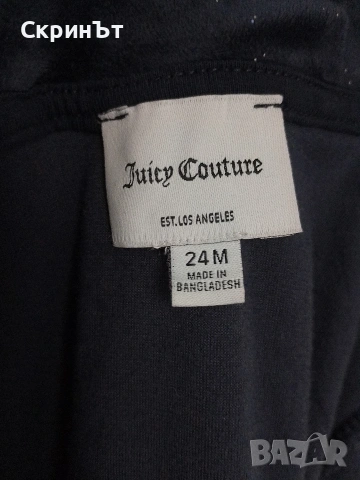 СкринЪт
Juicy Couture
EST.LOS ANGELES
24M
MADE IN
BANGLADESH
BAZAR